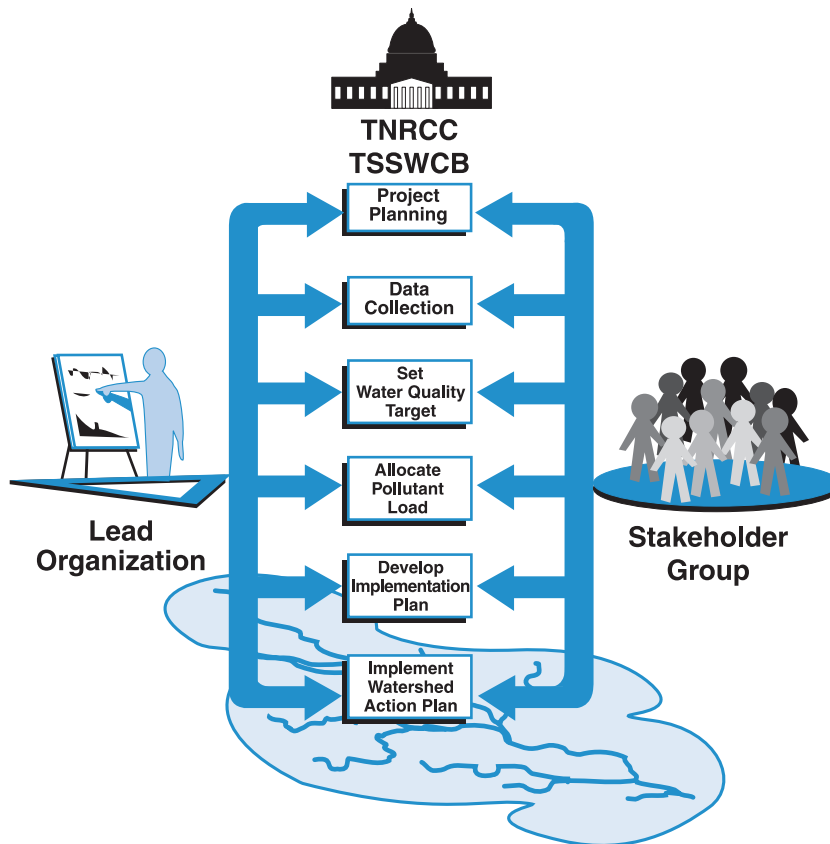 TNRCC
TSSWCB
Project
Planning
Data
Collection
Set
Water Quality
Target
Allocate
Pollutant
Load
Lead
Organization
Stakeholder
Group
Develop
Implementation
Plan
Implement
Watershed
Action Plan